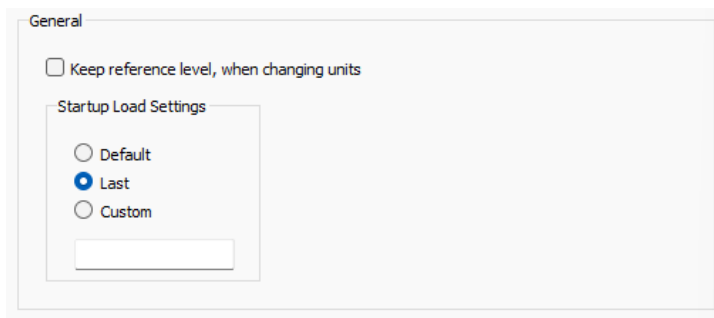 General
Keep reference level, when changing units
Startup Load Settings
Default
Last
Custom